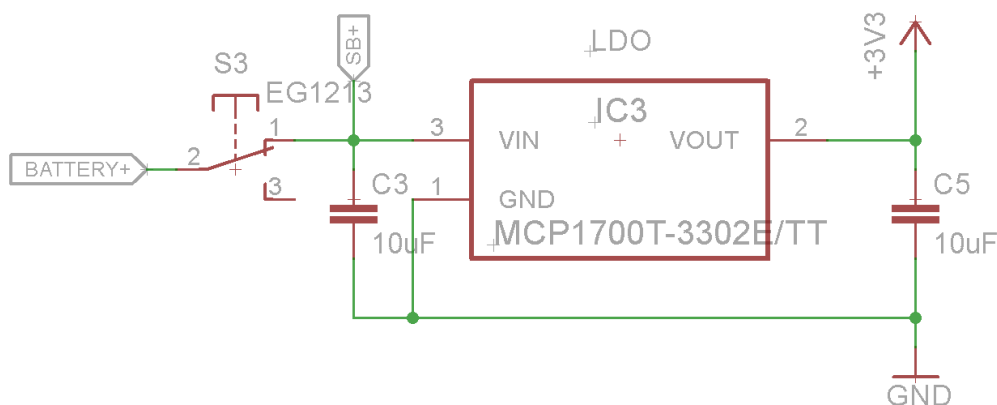 SB+
LDO
+3V3
S3
EG1213
IC3
1
3
VIN
VOUT
2
BATTERY+
2
3
C3
1
GND
C5
10uF
MCP1700T-3302E/TT
10uF
GND